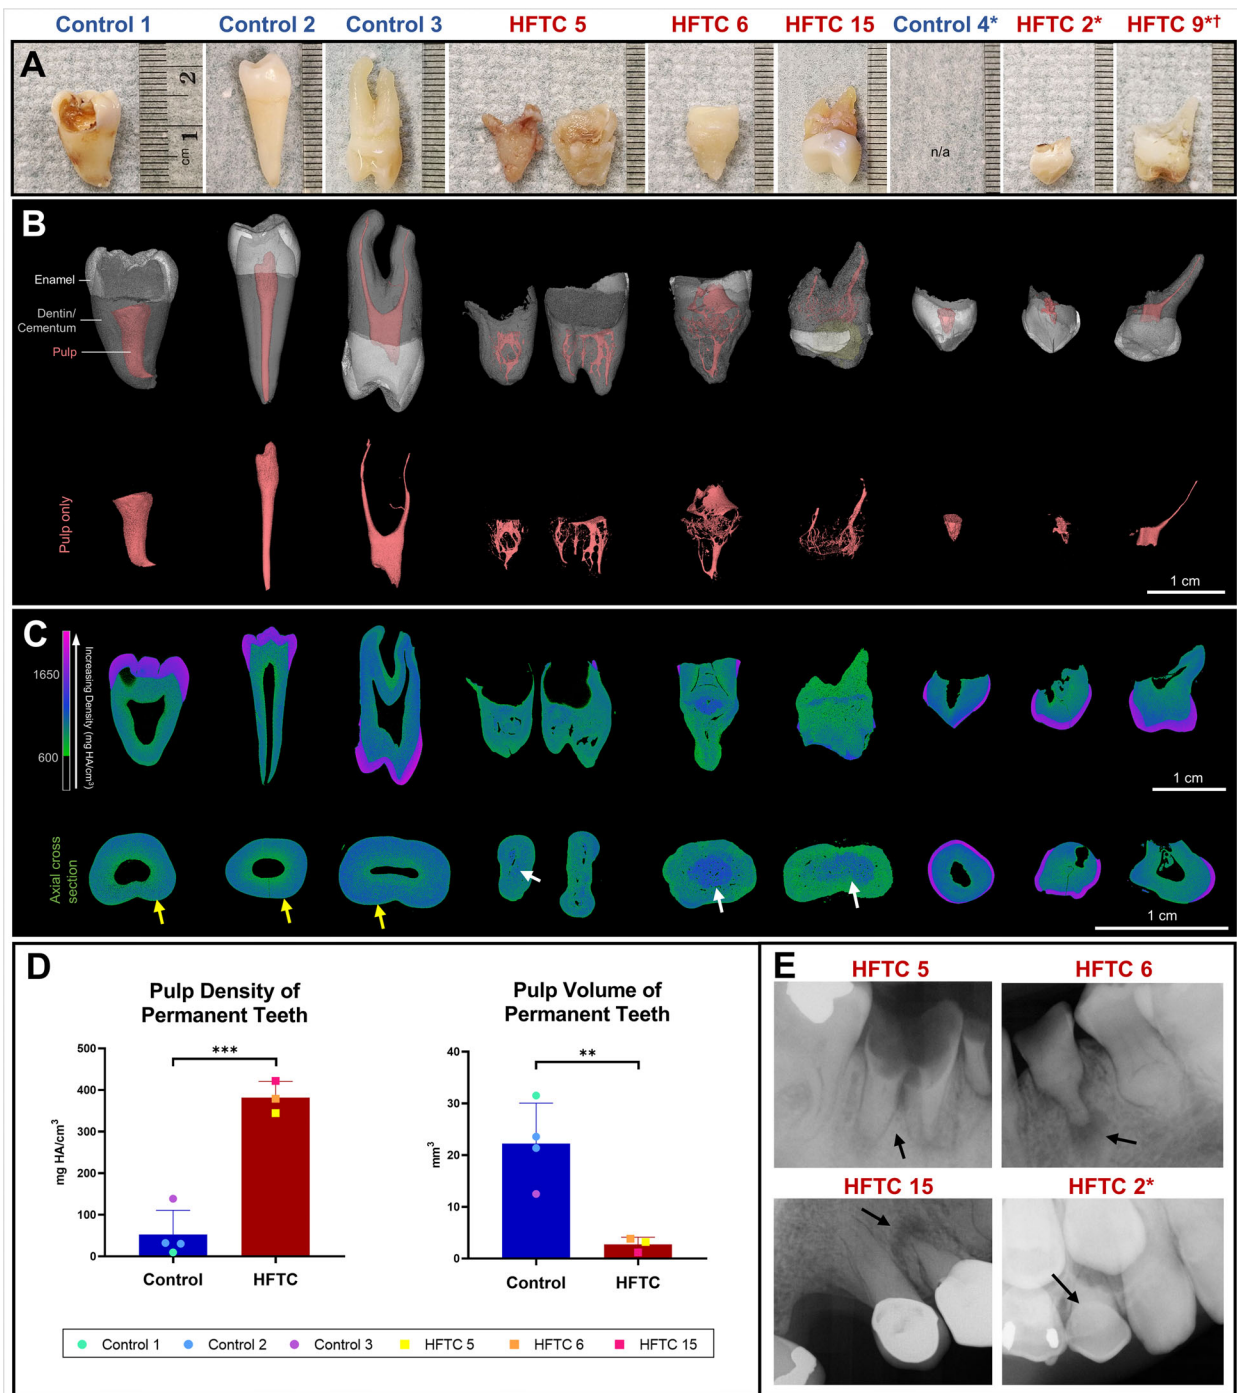 Control 1 Control 2 Control 3 HFTC 5 HFTC 6 HFTC 15 Control 4* HFTC 2* HFTC 9*†
A
2
1
cm
n/a
B
Enamel
Dentin/
Cementum
Pulp
Pulp only
1 cm
C
1650
600
Increasing Density (mg HA/cm³)
1 cm
Axial cross
section
1 cm
D
Pulp Density of
Permanent Teeth
***
500
400
300
200
100
0
mg HA/cm³
Control HFTC
Pulp Volume of
Permanent Teeth
**
40
30
20
10
0
mm³
Control HFTC
Control 1 Control 2 Control 3 HFTC 5 HFTC 6 HFTC 15
E
HFTC 5 HFTC 6
HFTC 15 HFTC 2*